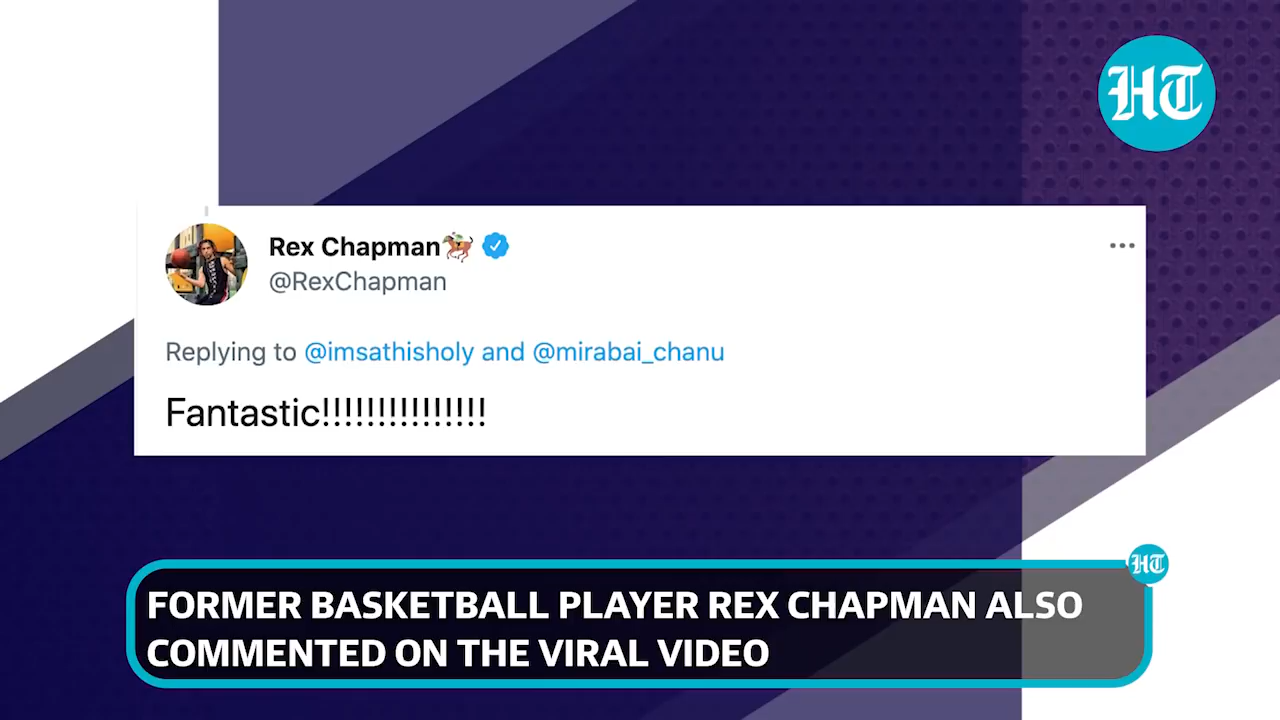 HT
Rex Chapman🏇
@RexChapman
Replying to @imsathisholy and @mirabai_chanu
Fantastic!!!!!!!!!!!!!!!
HT
FORMER BASKETBALL PLAYER REX CHAPMAN ALSO
COMMENTED ON THE VIRAL VIDEO